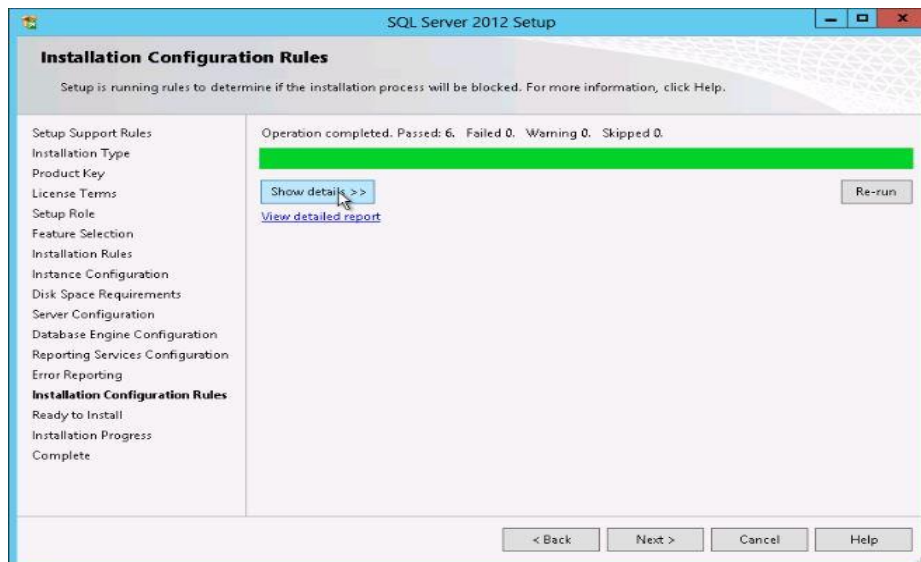 SQL Server 2012 Setup
Installation Configuration Rules
Setup is running rules to determine if the installation process will be blocked. For more information, click Help.
Setup Support Rules
Installation Type
Product Key
License Terms
Setup Role
Feature Selection
Installation Rules
Instance Configuration
Disk Space Requirements
Server Configuration
Database Engine Configuration
Reporting Services Configuration
Error Reporting
Installation Configuration Rules
Ready to Install
Installation Progress
Complete
Operation completed. Passed: 6. Failed 0. Warning 0. Skipped 0.
Show details >>
Re-run
View detailed report
< Back
Next >
Cancel
Help